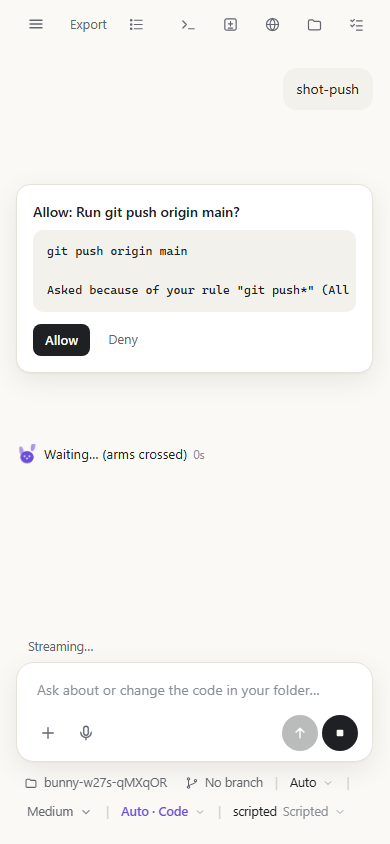 Export
shot-push
Allow: Run git push origin main?
git push origin main
Asked because of your rule "git push*" (All
Allow Deny
Waiting... (arms crossed) 0s
Streaming...
Ask about or change the code in your folder...
bunny-w27s-qMXqOR No branch | Auto |
Medium | Auto · Code | scripted Scripted